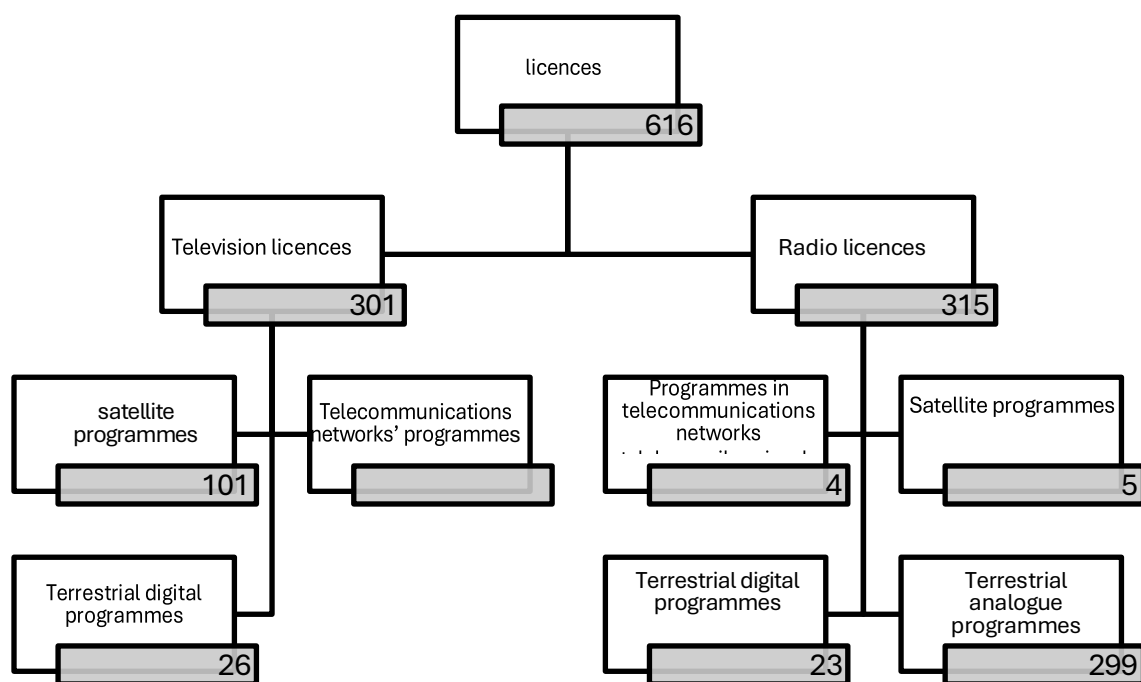 licences
616
Television licences
301
Radio licences
315
satellite
programmes
101
Telecommunications
networks' programmes
Programmes in
telecommunications
networks
4
Satellite programmes
5
Terrestrial digital
programmes
26
Terrestrial digital
programmes
23
Terrestrial
analogue
programmes
299